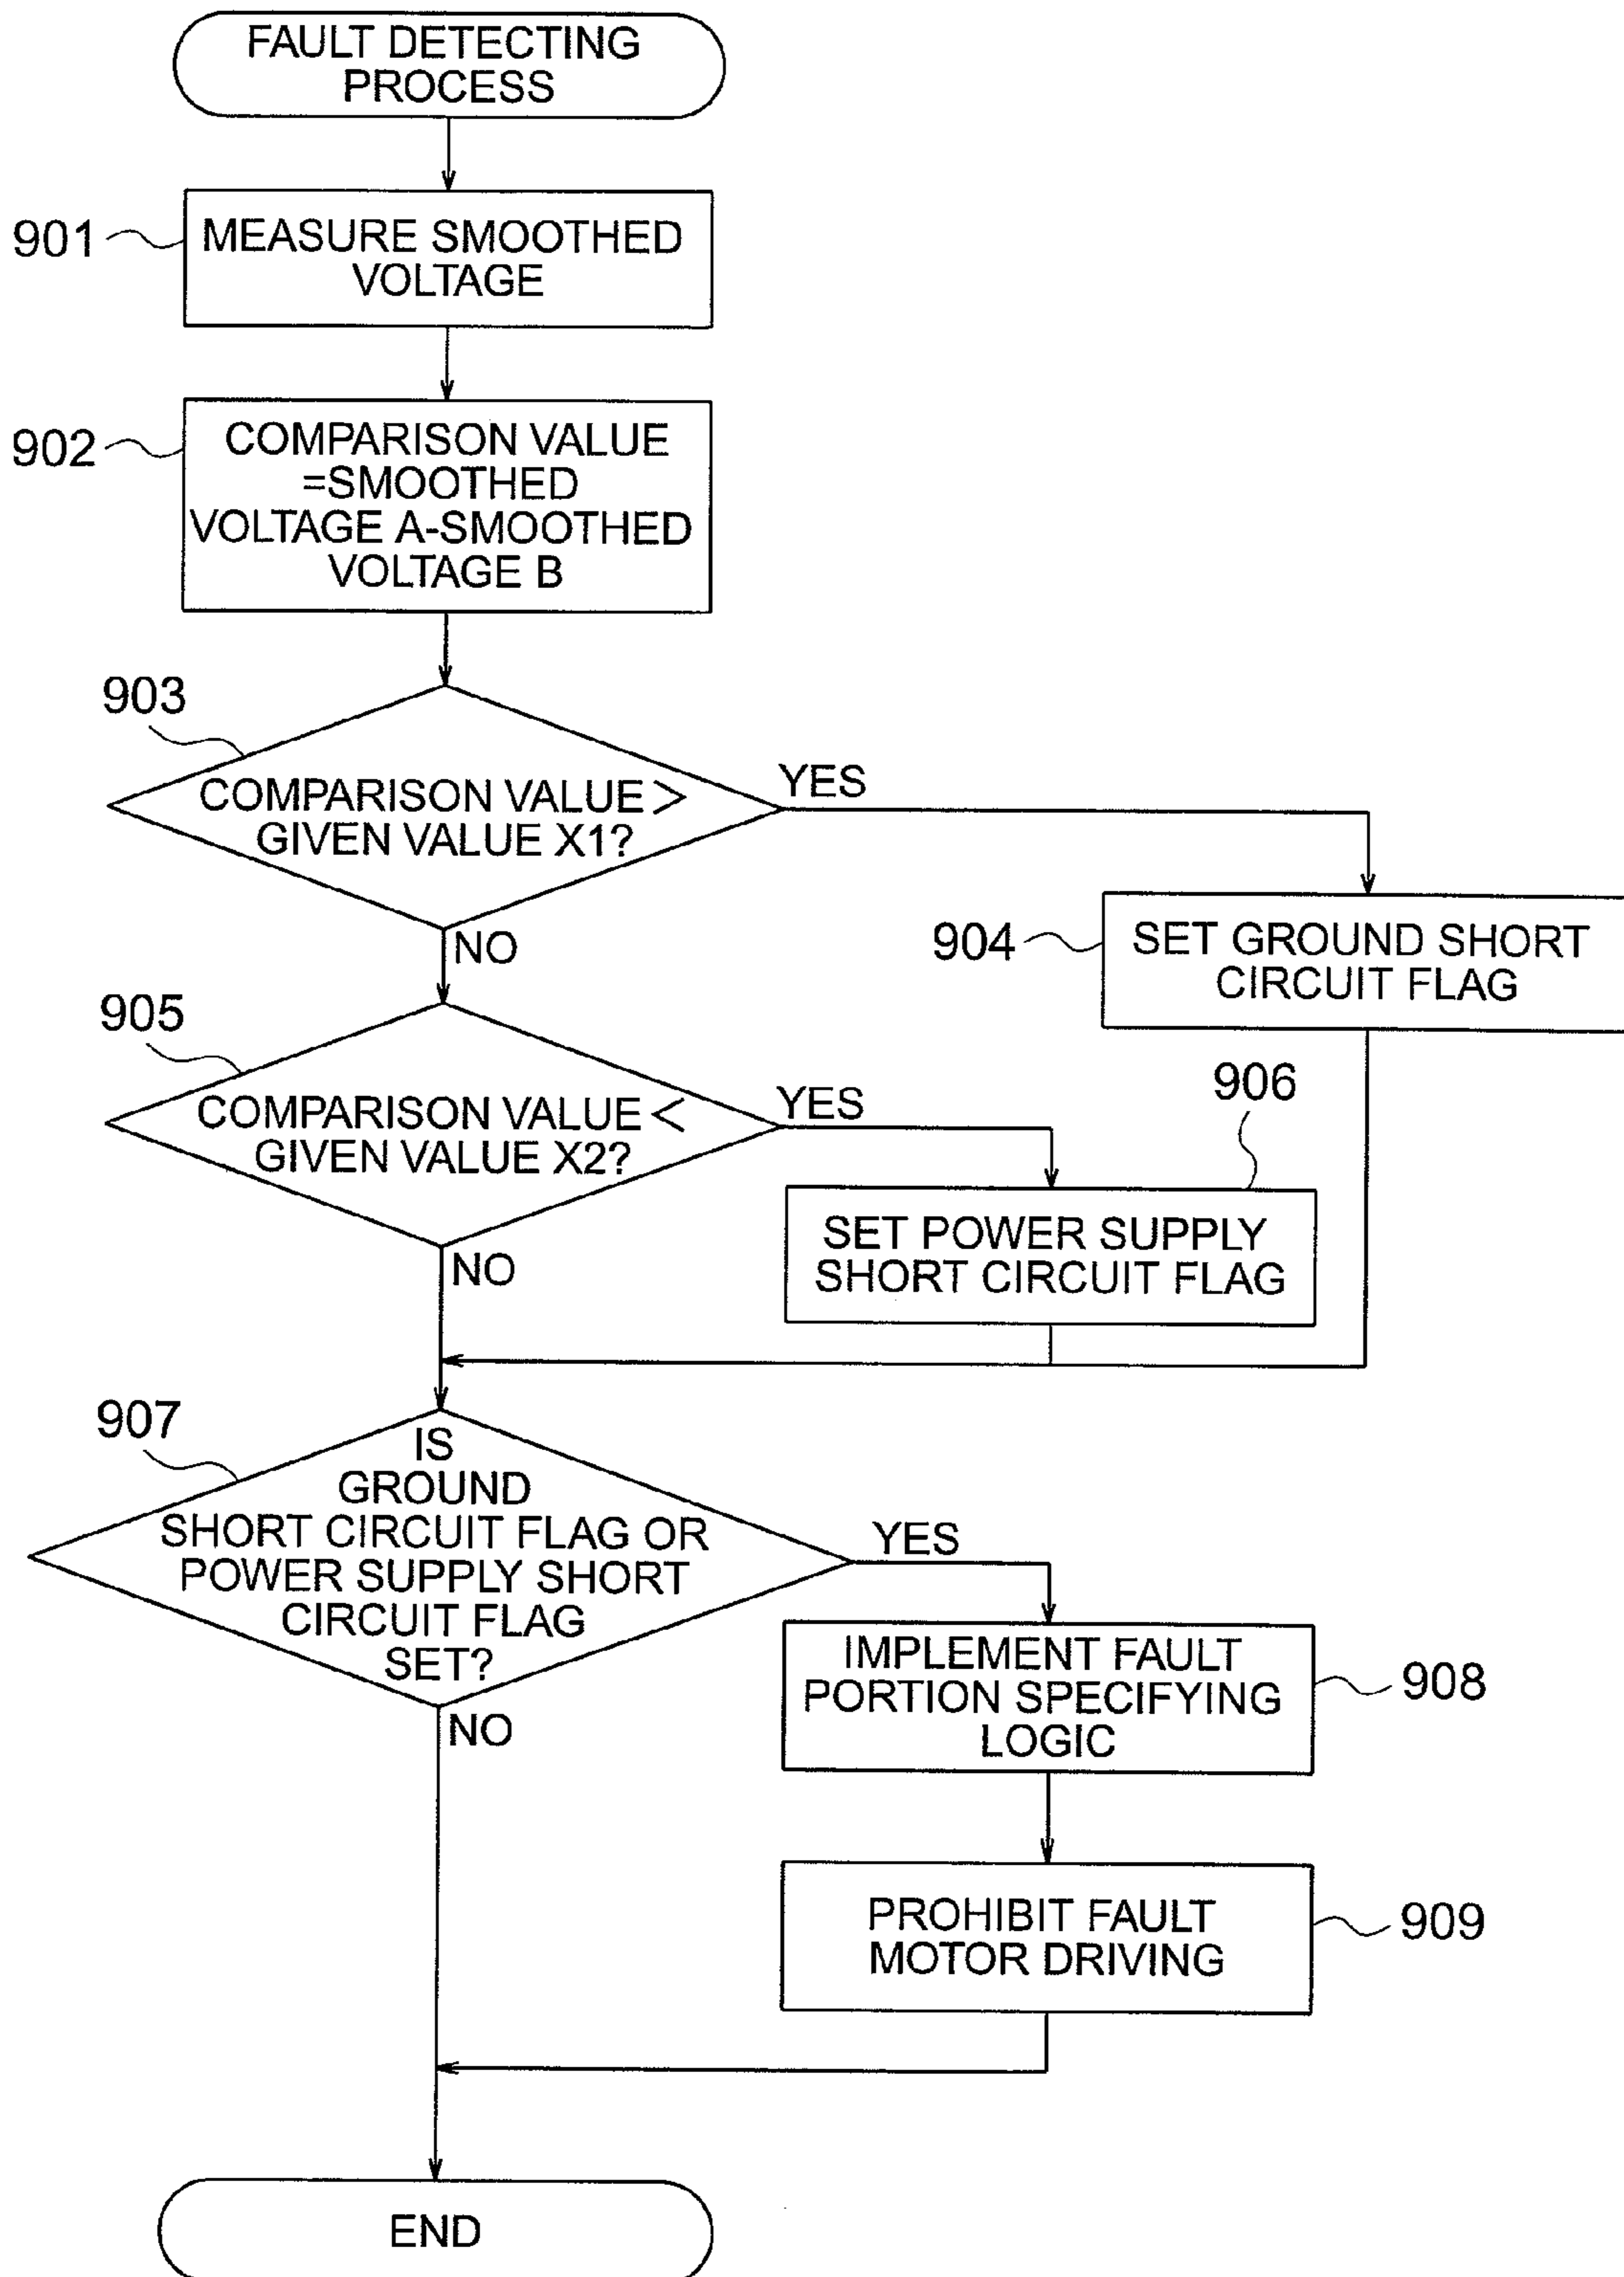 FAULT DETECTING
PROCESS
901
MEASURE SMOOTHED
VOLTAGE
902
COMPARISON VALUE
=SMOOTHED
VOLTAGE A-SMOOTHED
VOLTAGE B
903
COMPARISON VALUE >
GIVEN VALUE X1?
YES
NO
904
SET GROUND SHORT
CIRCUIT FLAG
905
COMPARISON VALUE <
GIVEN VALUE X2?
YES
NO
906
SET POWER SUPPLY
SHORT CIRCUIT FLAG
907
IS
GROUND
SHORT CIRCUIT FLAG OR
POWER SUPPLY SHORT
CIRCUIT FLAG
SET?
YES
NO
IMPLEMENT FAULT
PORTION SPECIFYING
LOGIC
908
PROHIBIT FAULT
MOTOR DRIVING
909
END